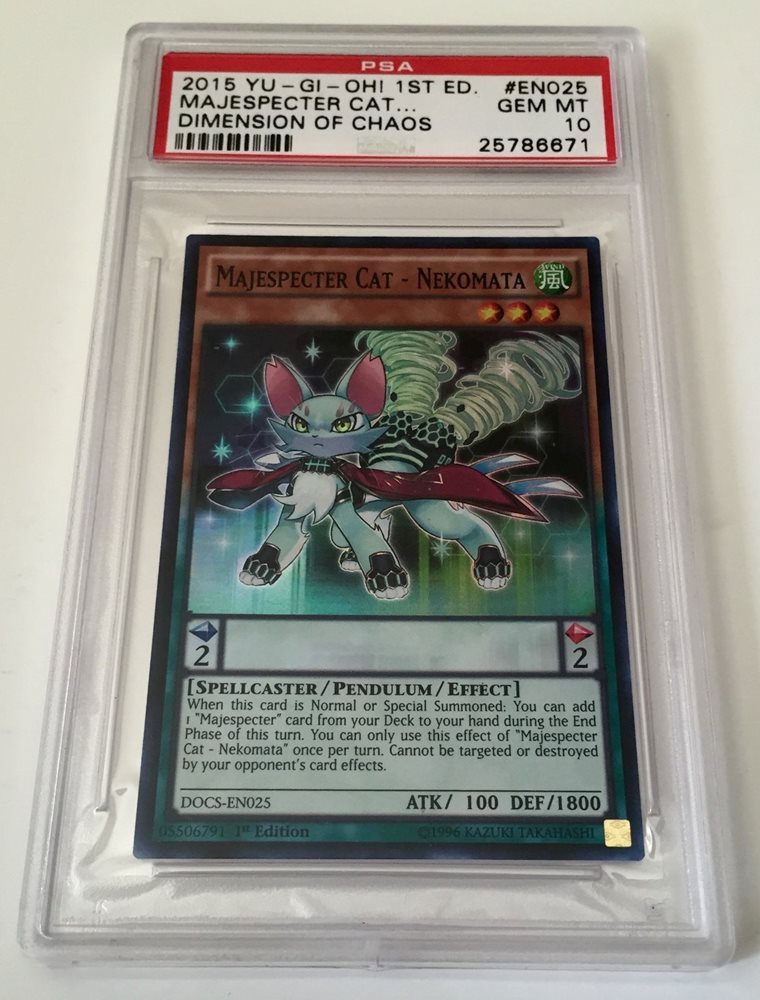 PSA
2015 YU-GI-OH! 1ST ED. #EN025
MAJESPECTER CAT... GEM MT
DIMENSION OF CHAOS 10
25786671
MAJESPECTER CAT - NEKOMATA
WIND
風
2
2
[SPELLCASTER/PENDULUM/EFFECT]
When this card is Normal or Special Summoned: You can add
1 "Majespecter" card from your Deck to your hand during the End
Phase of this turn. You can only use this effect of "Majespecter
Cat - Nekomata" once per turn. Cannot be targeted or destroyed
by your opponent's card effects.
DOCS-EN025 ATK/ 100 DEF/1800
05506791 1st Edition ©1996 KAZUKI TAKAHASHI